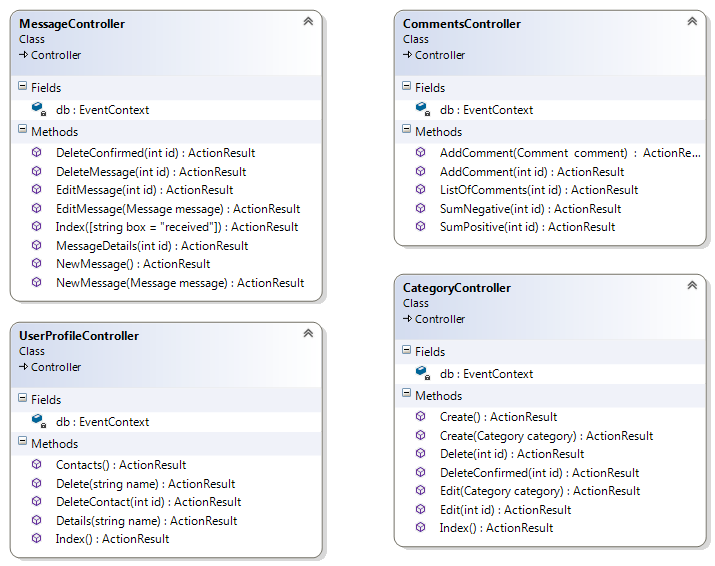 MessageController
Class
Controller
Fields
db : EventContext
Methods
DeleteConfirmed(int id) : ActionResult
DeleteMessage(int id) : ActionResult
EditMessage(int id) : ActionResult
EditMessage(Message message) : ActionResult
Index([string box = "received"]) : ActionResult
MessageDetails(int id) : ActionResult
NewMessage() : ActionResult
NewMessage(Message message) : ActionResult
UserProfileController
Class
Controller
Fields
db : EventContext
Methods
Contacts() : ActionResult
Delete(string name) : ActionResult
DeleteContact(int id) : ActionResult
Details(string name) : ActionResult
Index() : ActionResult
CommentsController
Class
Controller
Fields
db : EventContext
Methods
AddComment(Comment comment) : ActionRe...
AddComment(int id) : ActionResult
ListOfComments(int id) : ActionResult
SumNegative(int id) : ActionResult
SumPositive(int id) : ActionResult
CategoryController
Class
Controller
Fields
db : EventContext
Methods
Create() : ActionResult
Create(Category category) : ActionResult
Delete(int id) : ActionResult
DeleteConfirmed(int id) : ActionResult
Edit(Category category) : ActionResult
Edit(int id) : ActionResult
Index() : ActionResult